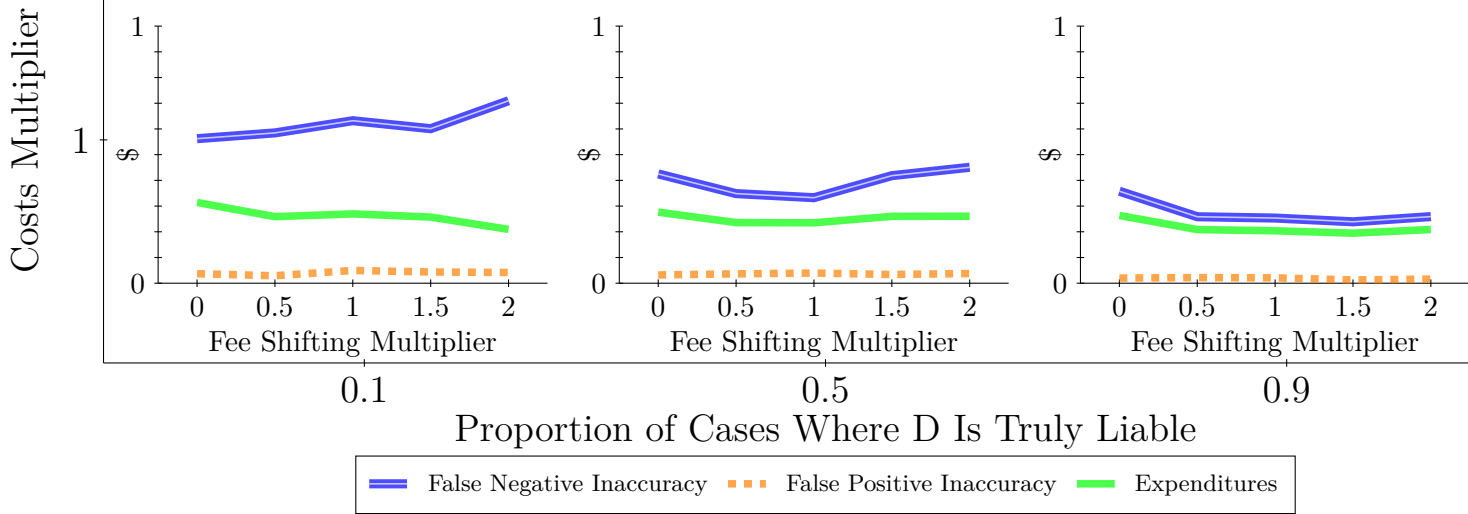 Costs Multiplier
1
1
$
0
0 0.5 1 1.5 2
Fee Shifting Multiplier
1
$
0
0 0.5 1 1.5 2
Fee Shifting Multiplier
1
$
0
0 0.5 1 1.5 2
Fee Shifting Multiplier
0.1 0.5 0.9
Proportion of Cases Where D Is Truly Liable
False Negative Inaccuracy False Positive Inaccuracy Expenditures